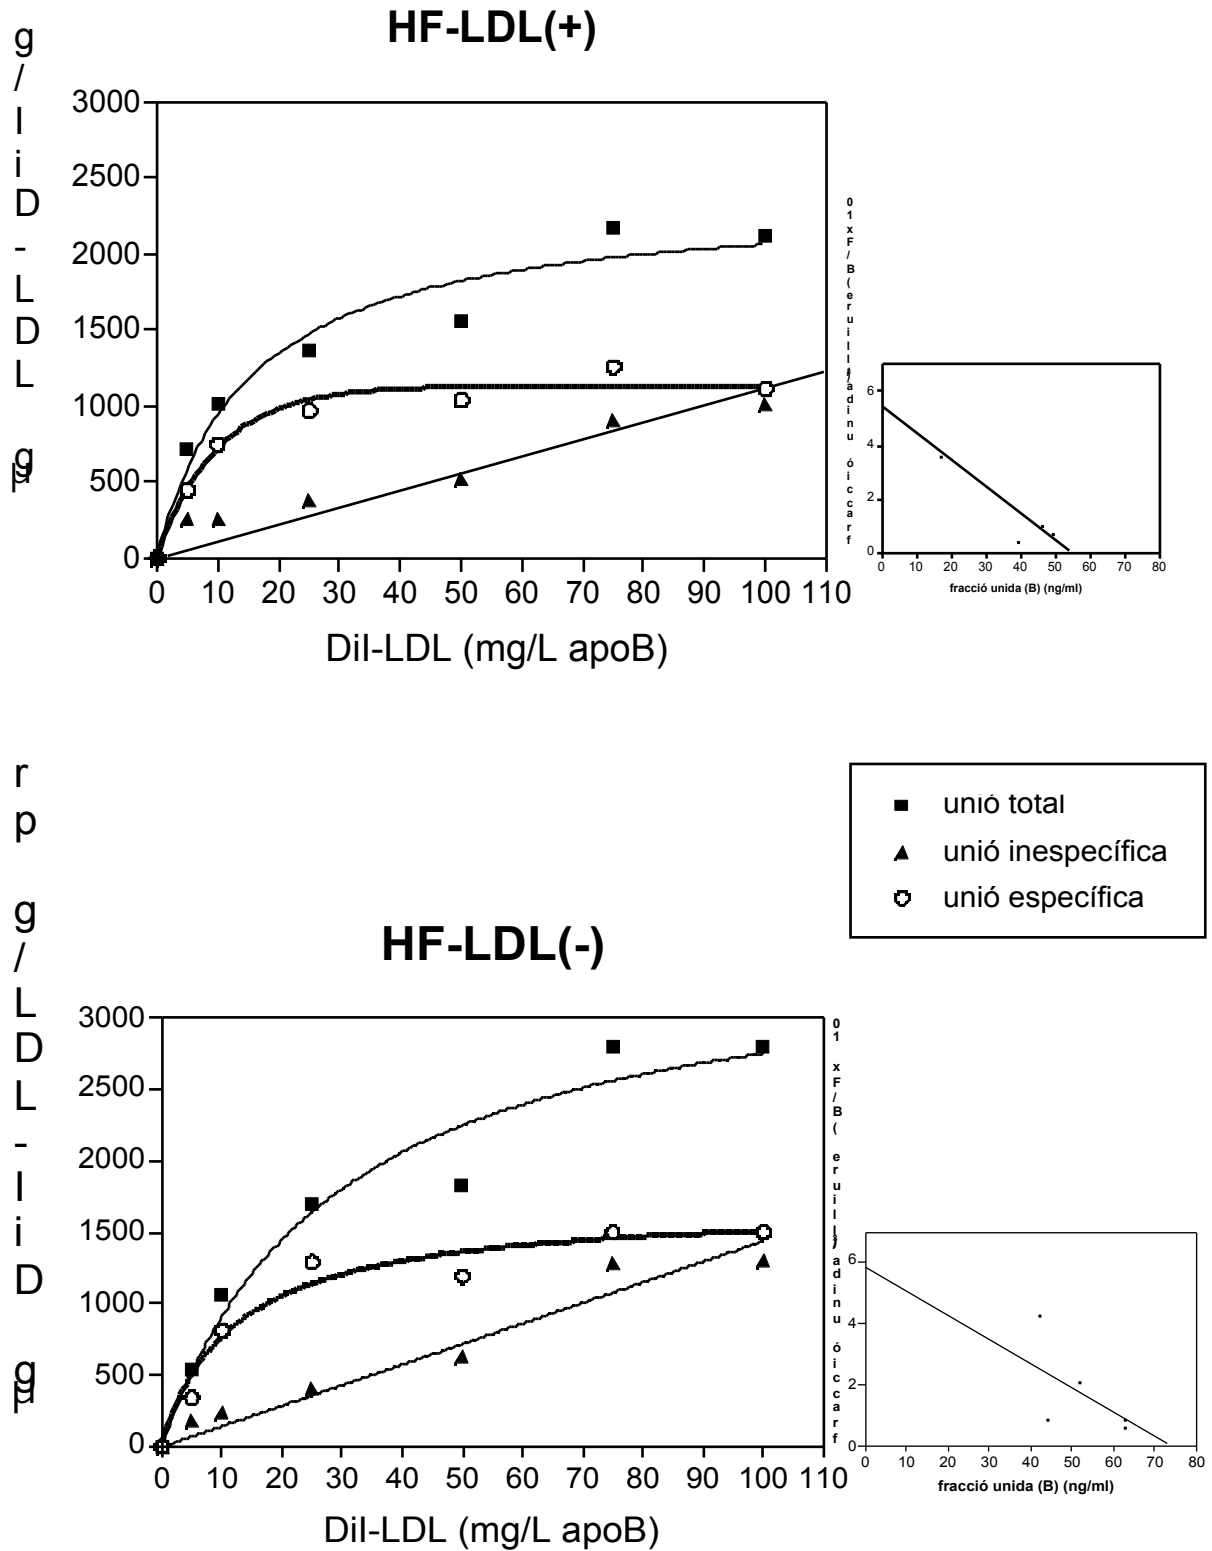 HF-LDL(+)
µg LDL-DiI/g
3000
2500
2000
1500
1000
500
0
0 10 20 30 40 50 60 70 80 90 100 110
DiI-LDL (mg/L apoB)
fracció unida/lliure (B/F x 10
6
4
2
0
0 10 20 30 40 50 60 70 80
fracció unida (B) (ng/ml)
unió total
unió inespecífica
unió específica
HF-LDL(-)
µg DiI-LDL/g pr
3000
2500
2000
1500
1000
500
0
0 10 20 30 40 50 60 70 80 90 100 110
DiI-LDL (mg/L apoB)
fracció unida/lliure (B/F x 10
6
4
2
0
0 10 20 30 40 50 60 70 80
fracció unida (B) (ng/ml)